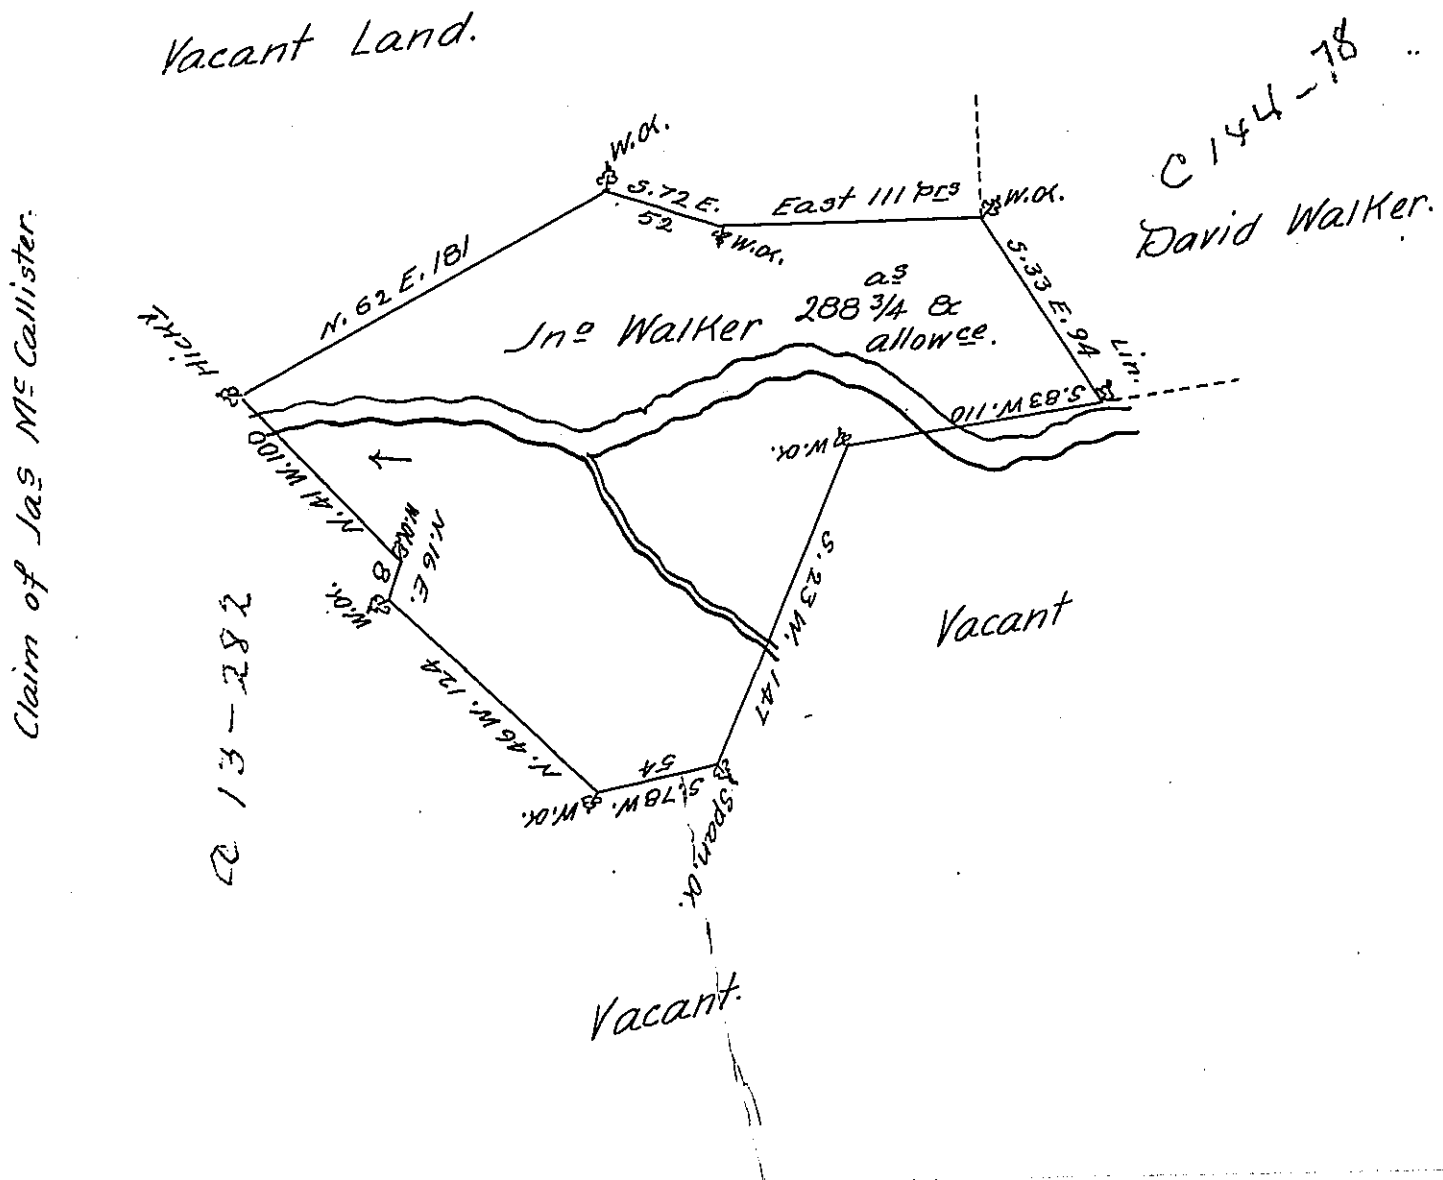 Vacant Land.
C 144-78
David Walker.
W.O.
S.72 E.
52
W.O.
East 111 prs
W.O.
S.33 E. 94
Lin.
N. 62 E. 181
Hicky
Jno Walker
as
288 3/4 &
allowce.
S.83 W. 110
W.O.
S. 23 W. 147
Span. O.
S.78 W.
54
W.O.
N. 46 W. 124
W.O.
N.16 E.
8
W.O.
N. 41 W. 100
Claim of Jas Mc Callister.
C 13-282
Vacant
Vacant.